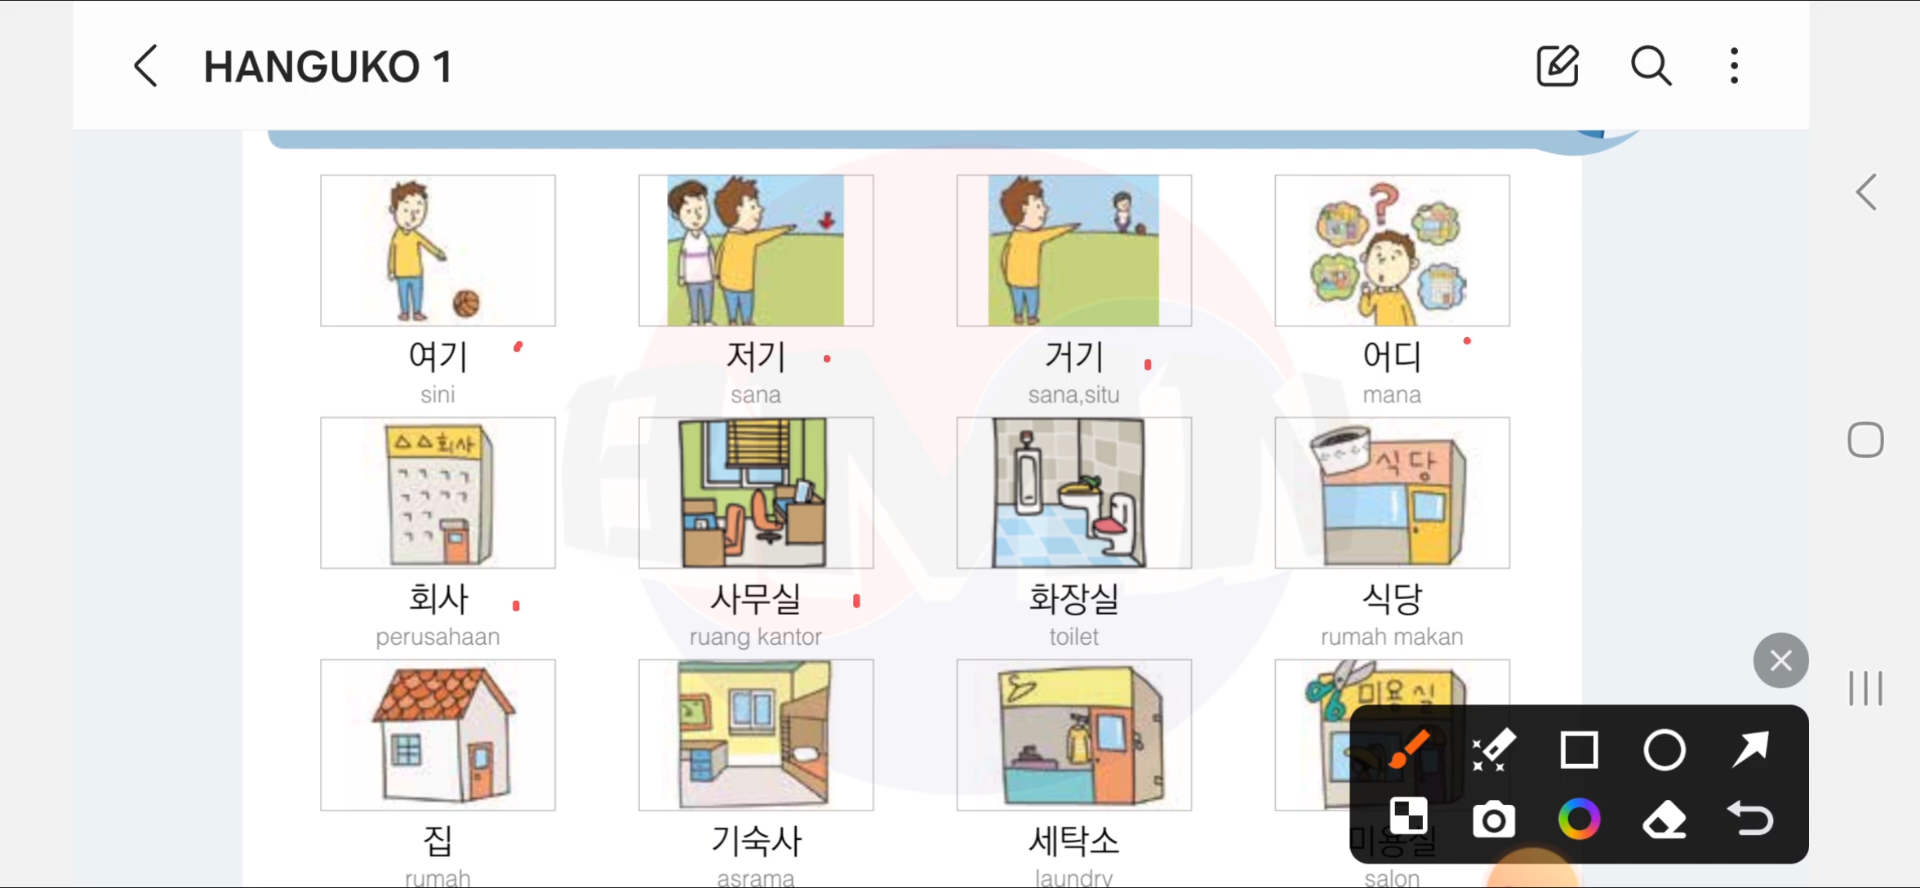 HANGUKO 1
여기 저기 거기 어디
sini sana sana,situ mana
△△회사
식당
회사 사무실 화장실 식당
perusahaan ruang kantor toilet rumah makan
미용실
집 기숙사 세탁소 미용실
rumah asrama laundry salon